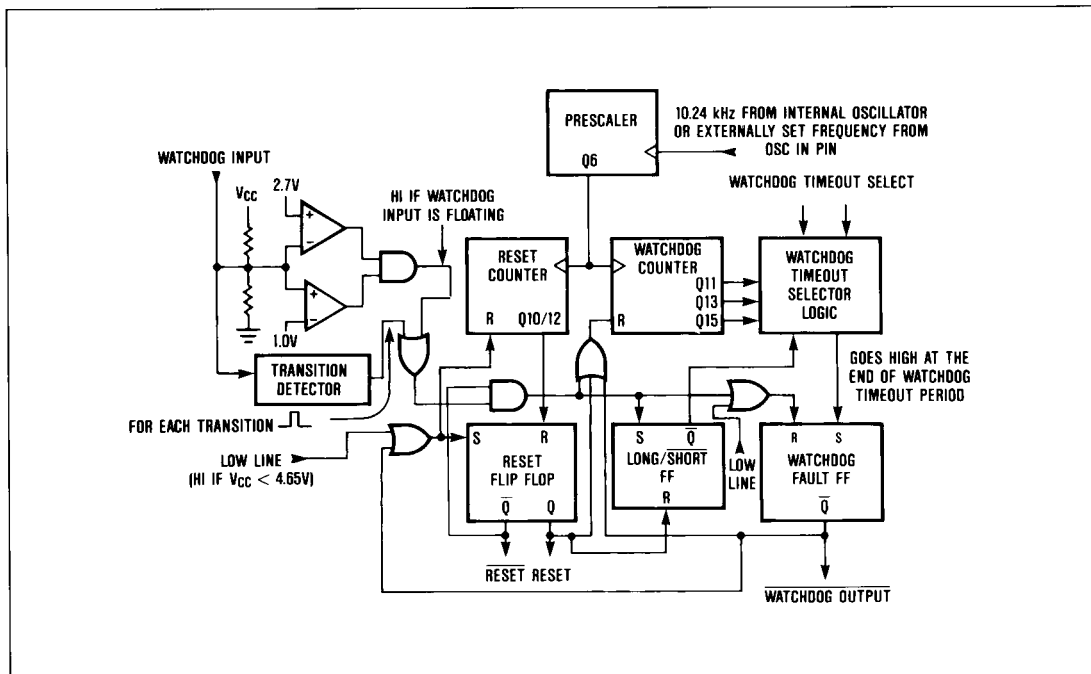 PRESCALER
Q6
10.24 kHz FROM INTERNAL OSCILLATOR
OR EXTERNALLY SET FREQUENCY FROM
OSC IN PIN
WATCHDOG INPUT
VCC
2.7V
+
−
+
−
1.0V
HI IF WATCHDOG
INPUT IS FLOATING
WATCHDOG TIMEOUT SELECT
RESET
COUNTER
R
Q10/12
WATCHDOG
COUNTER
Q11
Q13
Q15
R
WATCHDOG
TIMEOUT
SELECTOR
LOGIC
TRANSITION
DETECTOR
FOR EACH TRANSITION
GOES HIGH AT THE
END OF WATCHDOG
TIMEOUT PERIOD
LOW LINE
(HI IF VCC < 4.65V)
S
R
RESET
FLIP FLOP
Q̅
Q
S
Q̅
LONG/S̅H̅O̅R̅T̅
FF
R
LOW
LINE
R
S
WATCHDOG
FAULT FF
Q̅
R̅E̅S̅E̅T̅ RESET
W̅A̅T̅C̅H̅D̅O̅G̅ O̅U̅T̅P̅U̅T̅